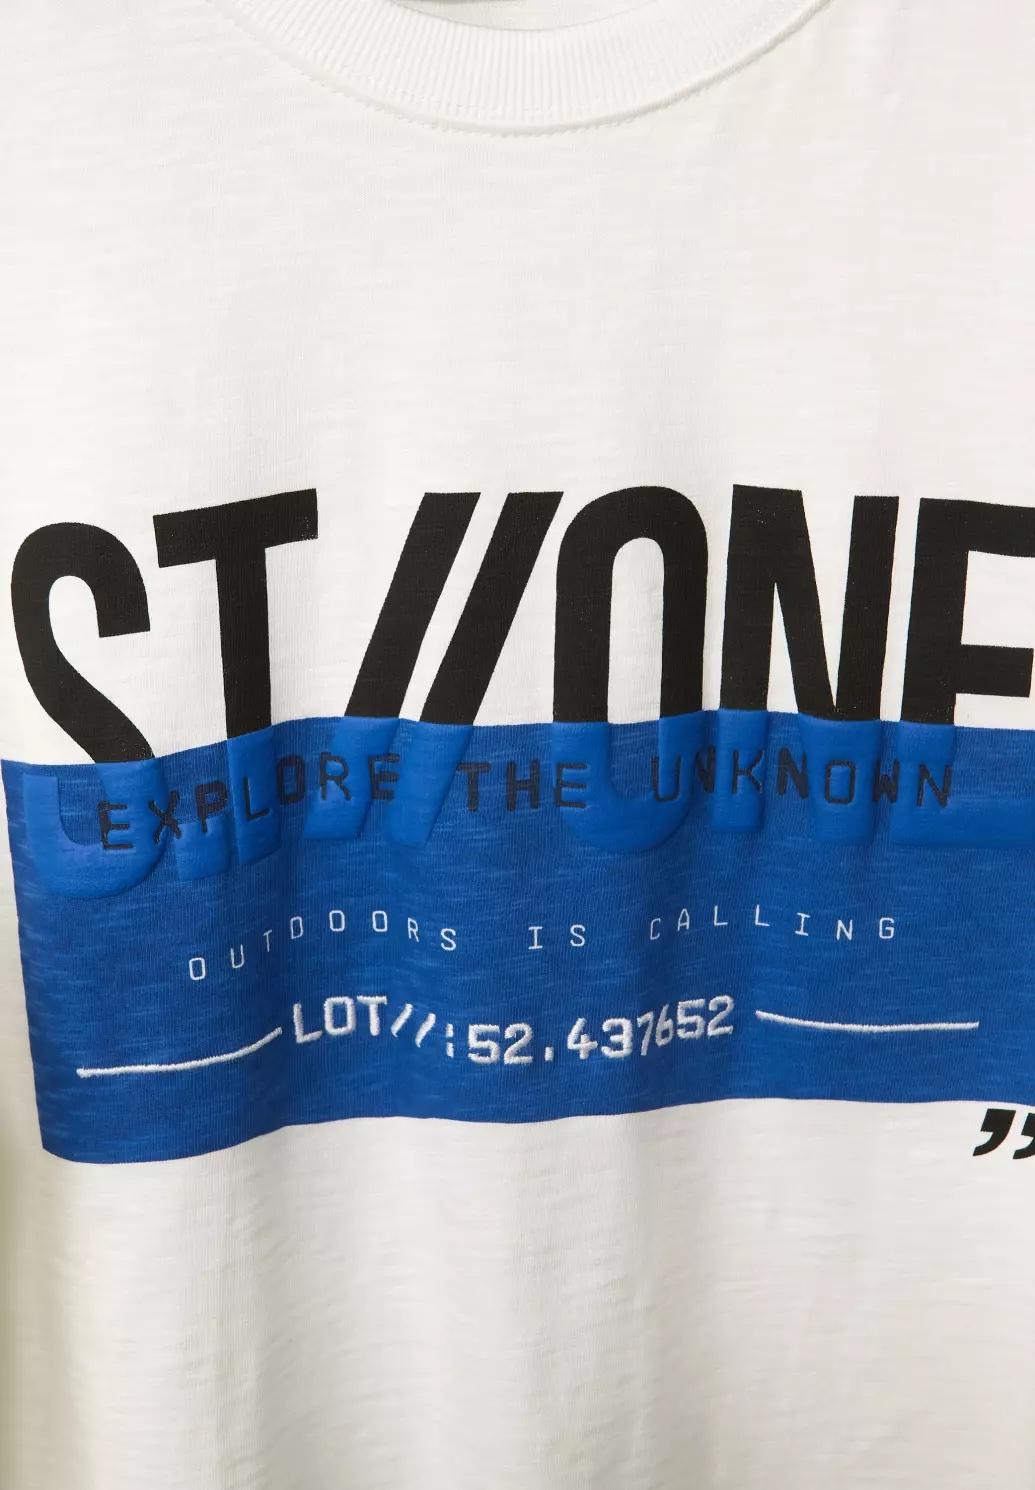 ST//ONE
EXPLORE THE UNKNOWN
OUTDOORS IS CALLING
LOT//:52.437652
”